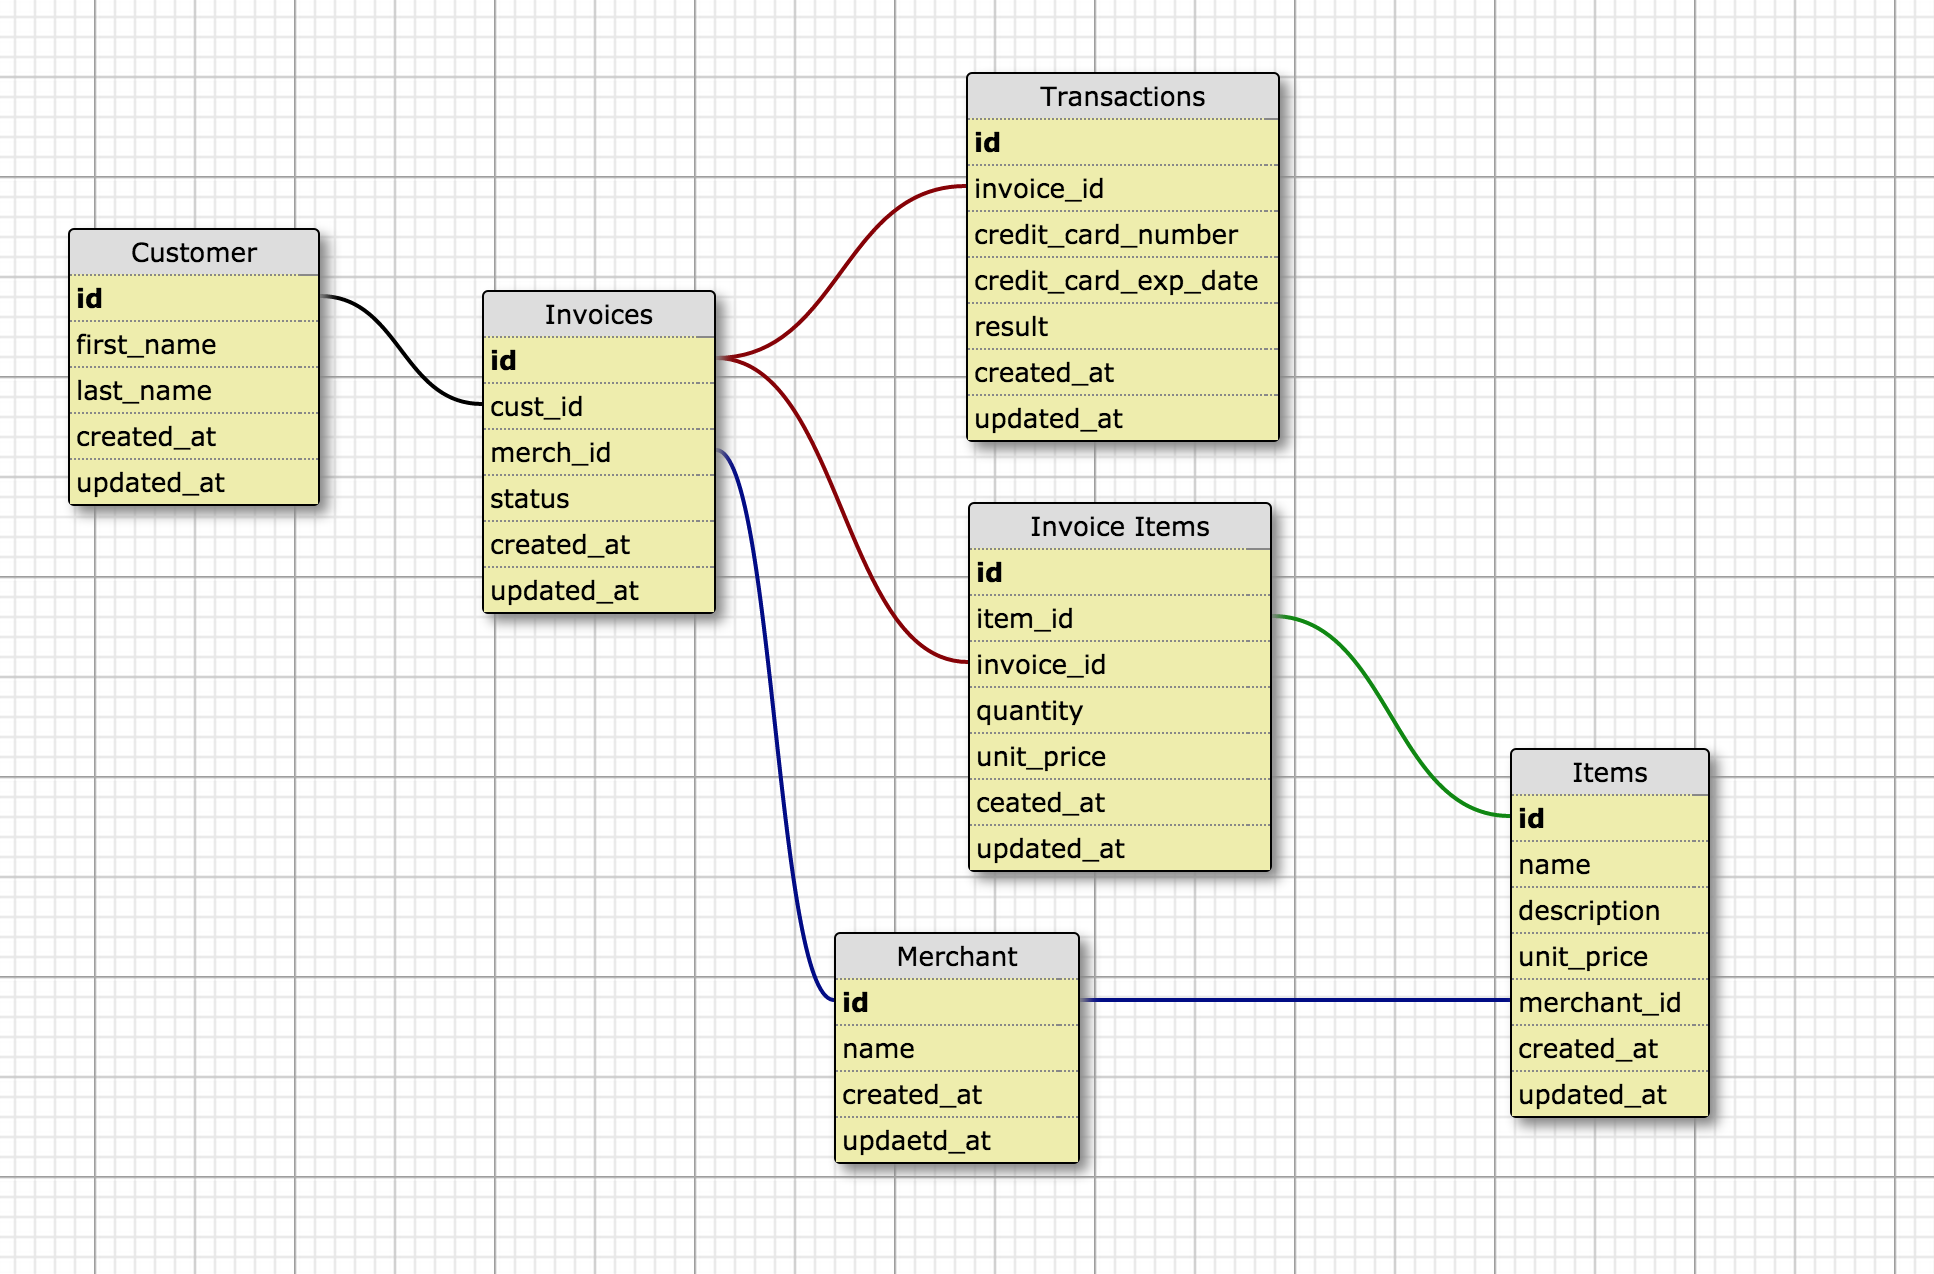 Customer
id
first_name
last_name
created_at
updated_at
Invoices
id
cust_id
merch_id
status
created_at
updated_at
Transactions
id
invoice_id
credit_card_number
credit_card_exp_date
result
created_at
updated_at
Invoice Items
id
item_id
invoice_id
quantity
unit_price
ceated_at
updated_at
Merchant
id
name
created_at
updaetd_at
Items
id
name
description
unit_price
merchant_id
created_at
updated_at